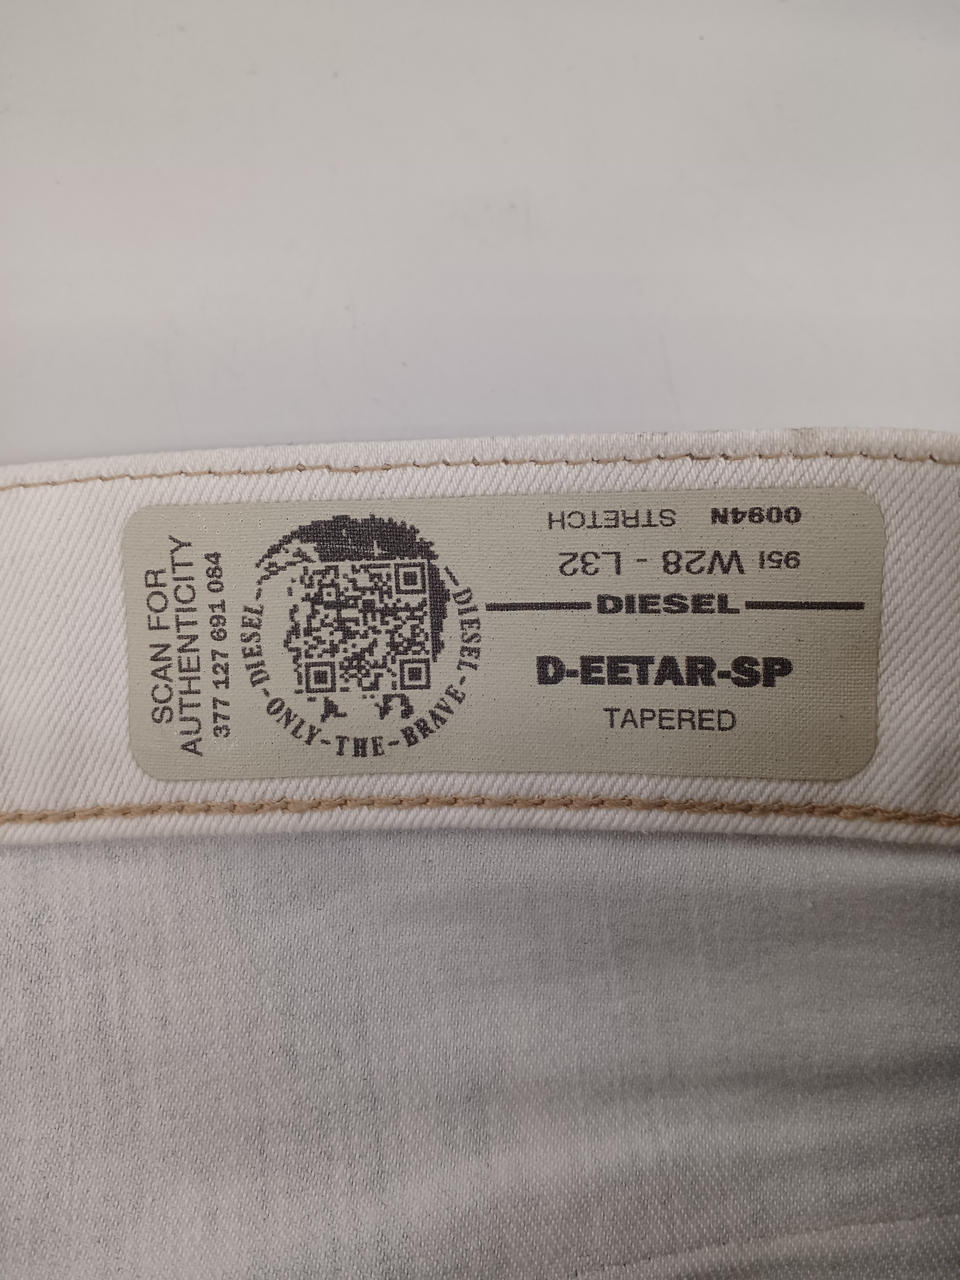 SCAN FOR
AUTHENTICITY
377 127 691 084
DIESEL-ONLY-THE-BRAVE-DIESEL
0094N STRETCH
951 W28 - L32
DIESEL
D-EETAR-SP
TAPERED